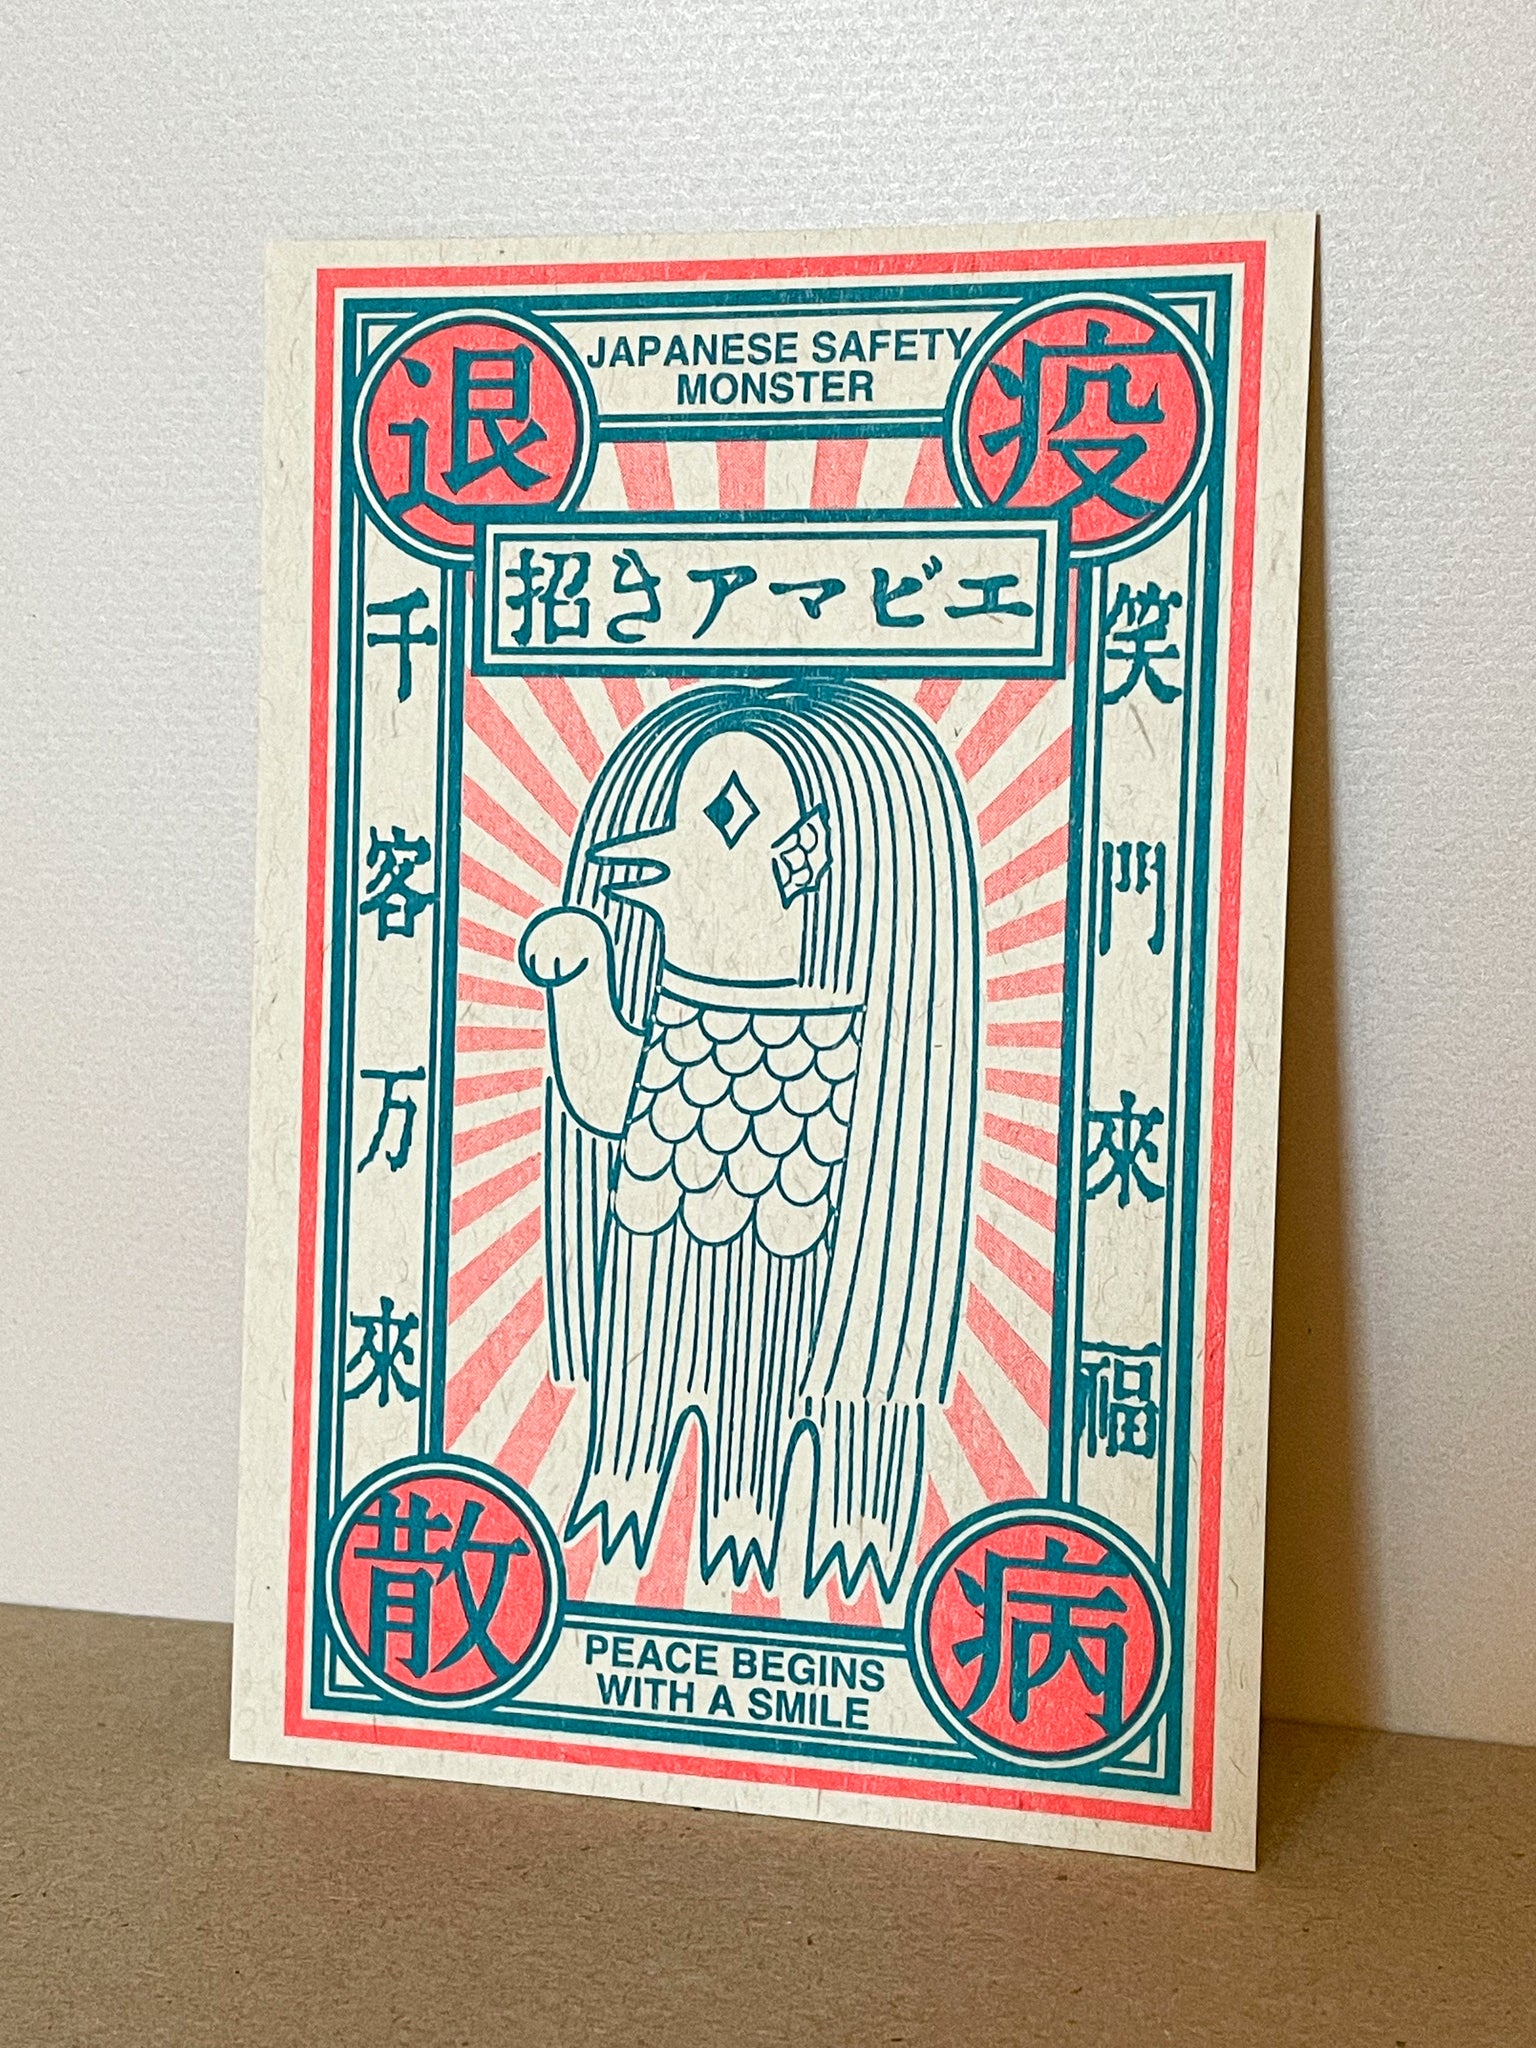 JAPANESE SAFETY
MONSTER
疫
病
退
散
招きアマビエ
笑門來福
千客万來
PEACE BEGINS
WITH A SMILE